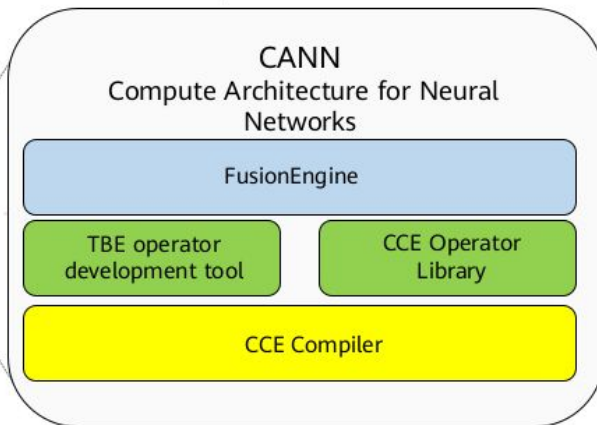 CANN
Compute Architecture for Neural
Networks
FusionEngine
TBE operator
development tool
CCE Operator
Library
CCE Compiler